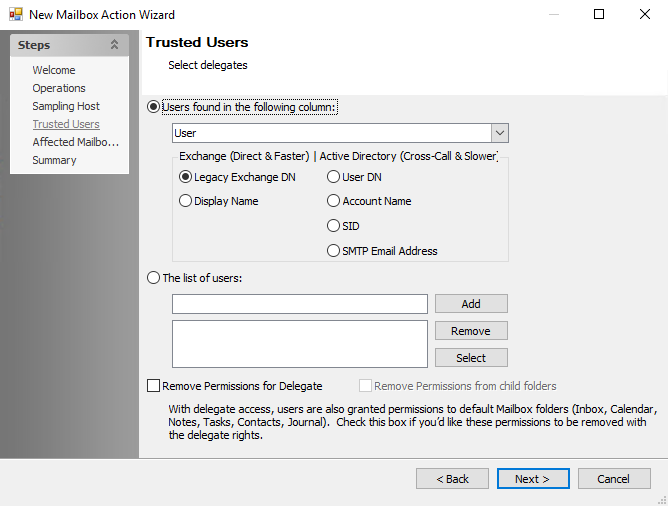 New Mailbox Action Wizard
Steps
Welcome
Operations
Sampling Host
Trusted Users
Affected Mailbo...
Summary
Trusted Users
Select delegates
Users found in the following column:
User
Exchange (Direct & Faster) | Active Directory (Cross-Call & Slower)
Legacy Exchange DN
User DN
Display Name
Account Name
SID
SMTP Email Address
The list of users:
Add
Remove
Select
Remove Permissions for Delegate
Remove Permissions from child folders
With delegate access, users are also granted permissions to default Mailbox folders (Inbox, Calendar,
Notes, Tasks, Contacts, Journal). Check this box if you'd like these permissions to be removed with
the delegate rights.
< Back
Next >
Cancel